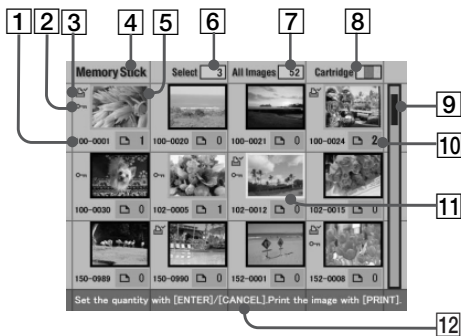 1 2 3 4 5 6 7 8
Memory Stick Select 3 All Images 52 Cartridge
9
100-0001 1 100-0020 0 100-0021 0 100-0024 2
10
100-0030 0 102-0005 1 102-0012 0 102-0015 0
11
150-0989 0 150-0990 0 152-0001 0 152-0008 0
Set the quantity with [ENTER]/[CANCEL].Print the image with [PRINT].
12